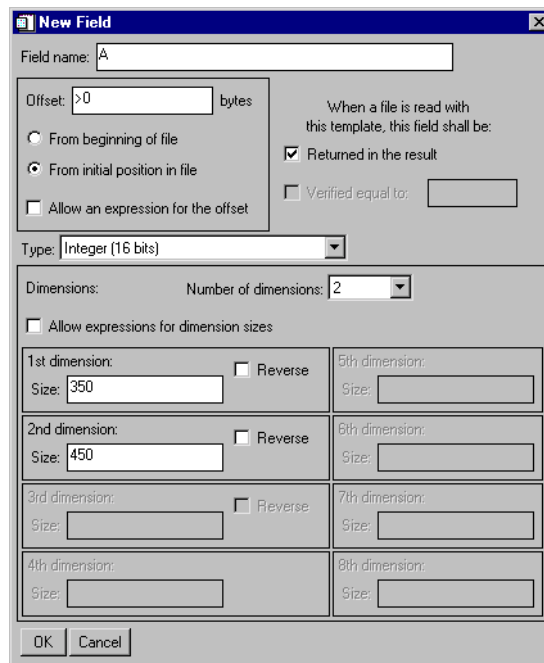 New Field
Field name: A
Offset: >0 bytes
From beginning of file
From initial position in file
Allow an expression for the offset
When a file is read with
this template, this field shall be:
Returned in the result
Verified equal to:
Type: Integer (16 bits)
Dimensions: Number of dimensions: 2
Allow expressions for dimension sizes
1st dimension:
Reverse
Size: 350
5th dimension:
Size:
2nd dimension:
Reverse
Size: 450
6th dimension:
Size:
3rd dimension:
Reverse
Size:
7th dimension:
Size:
4th dimension:
Size:
8th dimension:
Size:
OK Cancel